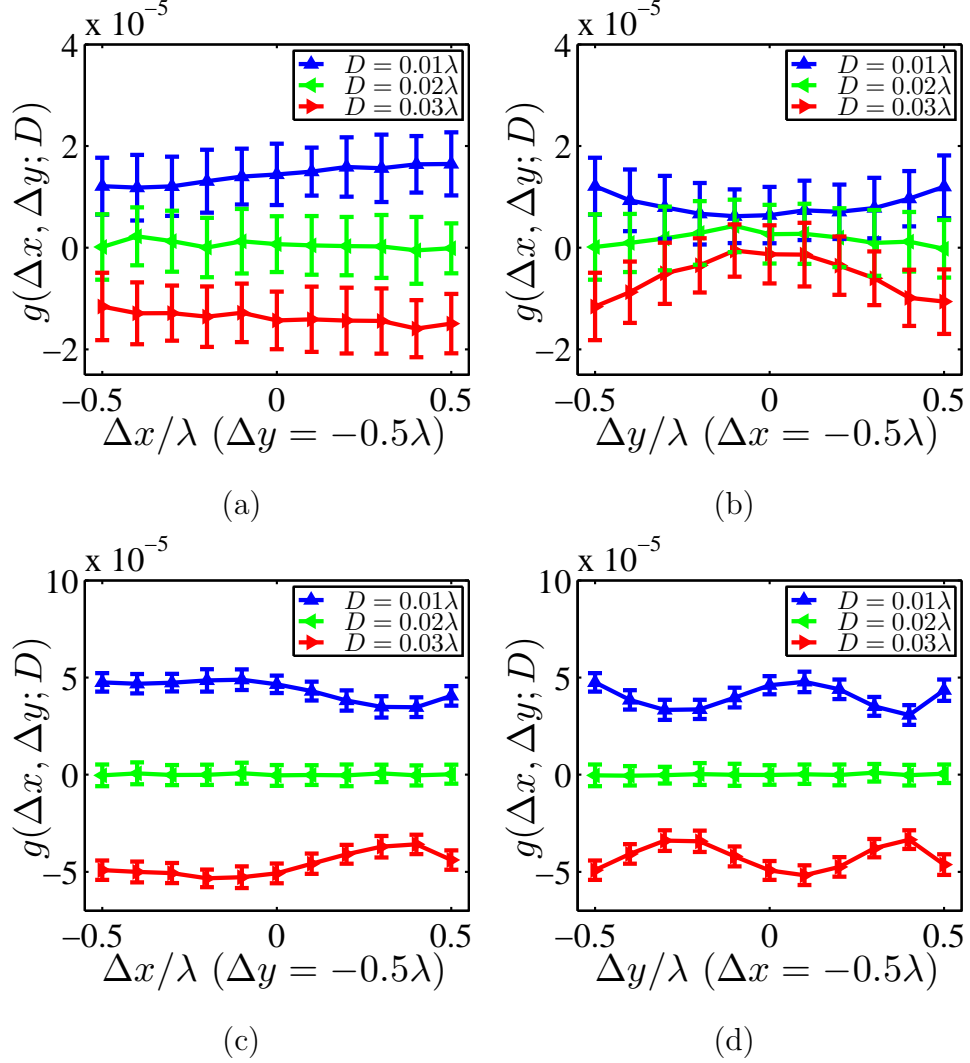 x 10⁻⁵
4
2
0
−2
g(Δx, Δy; D)
D = 0.01λ
D = 0.02λ
D = 0.03λ
−0.5 0 0.5
Δx/λ (Δy = −0.5λ)
(a)
x 10⁻⁵
4
2
0
−2
g(Δx, Δy; D)
D = 0.01λ
D = 0.02λ
D = 0.03λ
−0.5 0 0.5
Δy/λ (Δx = −0.5λ)
(b)
x 10⁻⁵
10
5
0
−5
g(Δx, Δy; D)
D = 0.01λ
D = 0.02λ
D = 0.03λ
−0.5 0 0.5
Δx/λ (Δy = −0.5λ)
(c)
x 10⁻⁵
10
5
0
−5
g(Δx, Δy; D)
D = 0.01λ
D = 0.02λ
D = 0.03λ
−0.5 0 0.5
Δy/λ (Δx = −0.5λ)
(d)